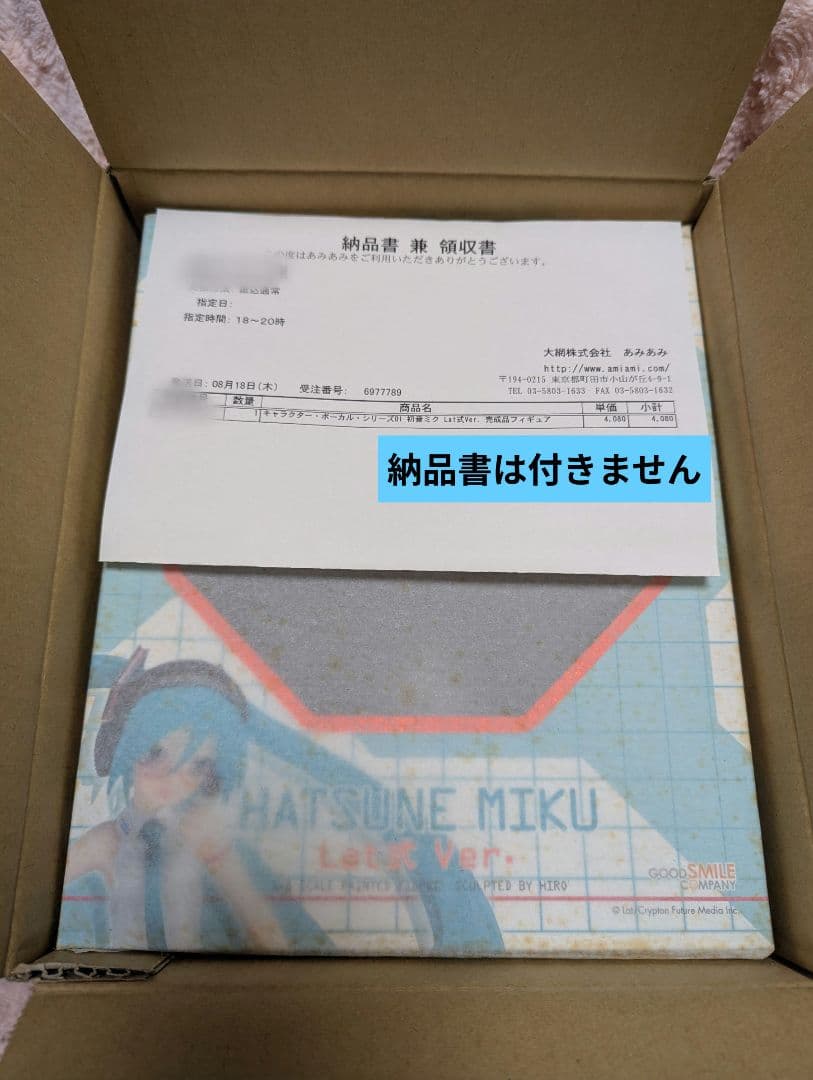 納品書 兼 領収書
の度はあみあみをご利用いただきありがとうございます。
指定日:
指定時間: 18～20時
大網株式会社 あみあみ
http://www.amiami.com/
〒194-0215 東京都町田市小山が丘4-9-1
TEL 03-5803-1633 FAX 03-5803-1632
日: 08月18日(木) 受注番号: 6977789
数量 商品名 単価 小計
1 キャラクター・ボーカル・シリーズ01 初音ミク Lat式Ver. 完成品フィギュア 4,080 4,080
納品書は付きません
HATSUNE MIKU
Lat式 Ver.
SCALE PAINTED FIGURE SCULPTED BY HIRO
GOOD SMILE
COMPANY
© Lat/Crypton Future Media Inc.